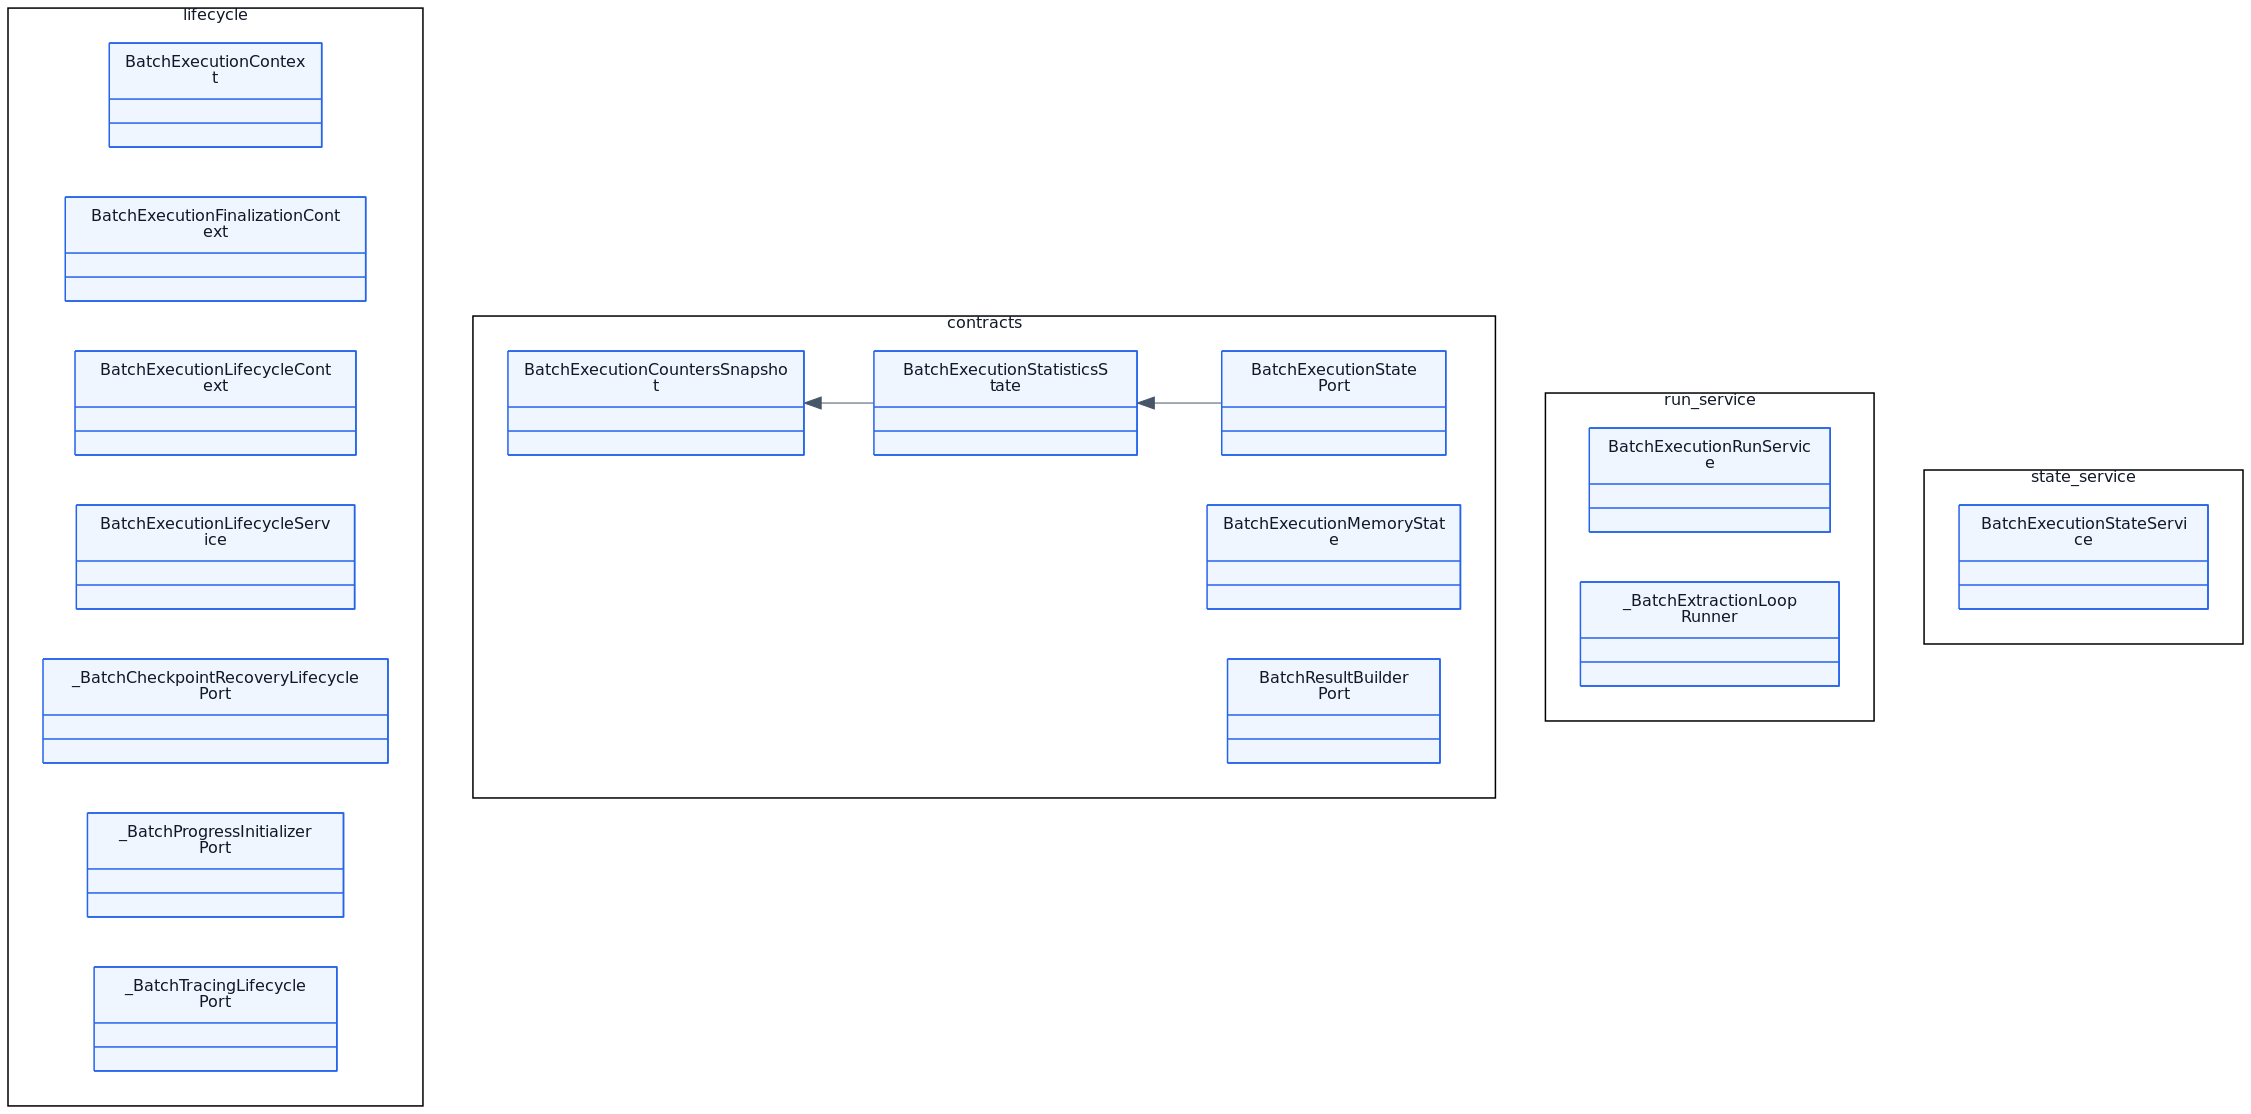 lifecycle
BatchExecutionContex
t
BatchExecutionFinalizationCont
ext
BatchExecutionLifecycleCont
ext
BatchExecutionLifecycleServ
ice
_BatchCheckpointRecoveryLifecycle
Port
_BatchProgressInitializer
Port
_BatchTracingLifecycle
Port
contracts
BatchExecutionCountersSnapsho
t
BatchExecutionStatisticsS
tate
BatchExecutionState
Port
BatchExecutionMemoryStat
e
BatchResultBuilder
Port
run_service
BatchExecutionRunServic
e
_BatchExtractionLoop
Runner
state_service
BatchExecutionStateServi
ce